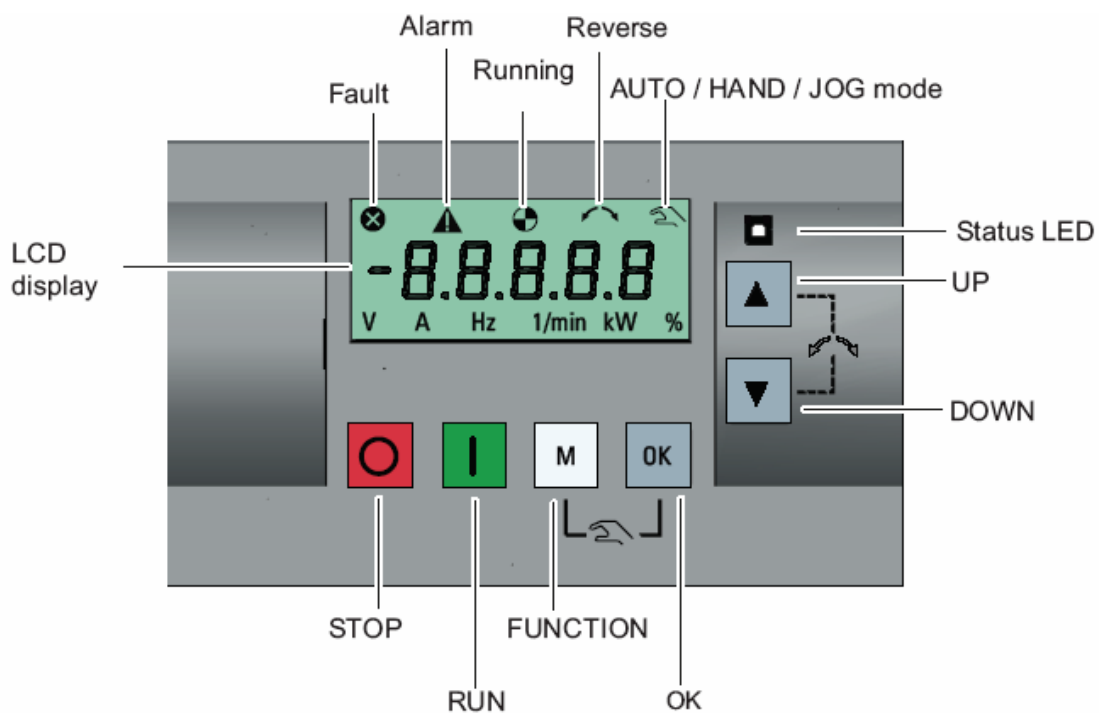 Alarm
Reverse
Running
AUTO / HAND / JOG mode
Fault
LCD
display
-8.8.8.8.8
V A Hz 1/min kW %
Status LED
UP
DOWN
M
OK
STOP
FUNCTION
RUN
OK